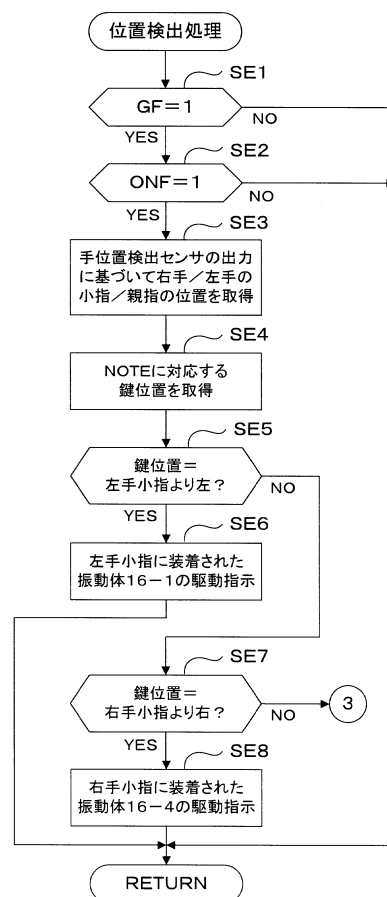 位置検出処理
SE1
GF=1
NO
YES
SE2
ONF=1
NO
YES
SE3
手位置検出センサの出力
に基づいて右手/左手の
小指/親指の位置を取得
SE4
NOTEに対応する
鍵位置を取得
SE5
鍵位置=
左手小指より左?
NO
YES
SE6
左手小指に装着された
振動体16-1の駆動指示
SE7
鍵位置=
右手小指より右?
NO
3
YES
SE8
右手小指に装着された
振動体16-4の駆動指示
RETURN